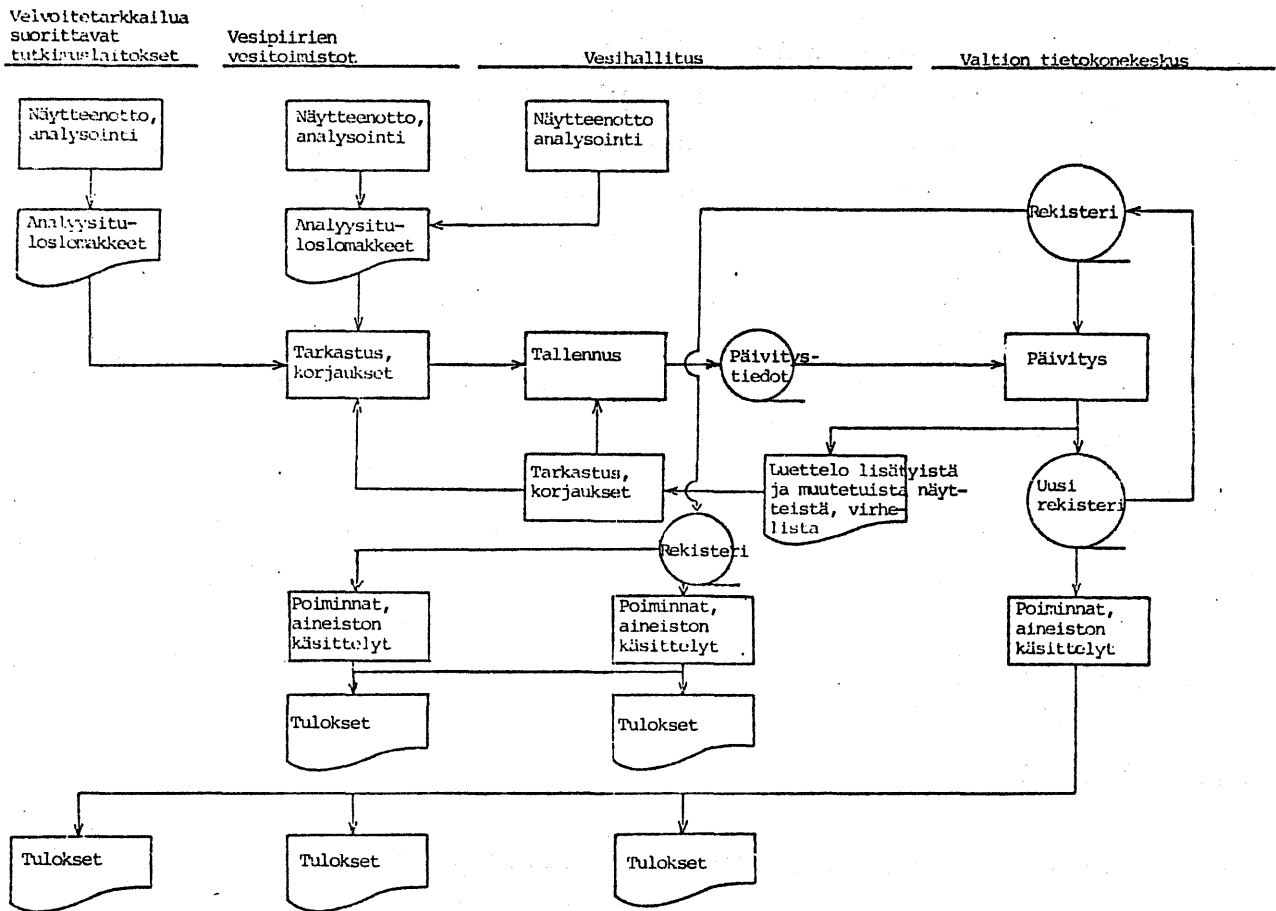 Velvoitetarkkailua
suorittavat
tutkimuslaitokset
Vesipiirien
vesitoimistot
Vesihallitus
Valtion tietokonekeskus
Näytteenotto,
analysointi
Näytteenotto,
analysointi
Näytteenotto
analysointi
Analyysitu-
loslomakkeet
Analyysitu-
loslomakkeet
Rekisteri
Tarkastus,
korjaukset
Tallennus
Päivitys-
tiedot
Päivitys
Tarkastus,
korjaukset
Luettelo lisätyistä
ja muutetuista näyt-
teistä, virhe-
lista
Uusi
rekisteri
Rekisteri
Poiminnat,
aineiston
käsittelyt
Poiminnat,
aineiston
käsittelyt
Poiminnat,
aineiston
käsittelyt
Tulokset
Tulokset
Tulokset
Tulokset
Tulokset